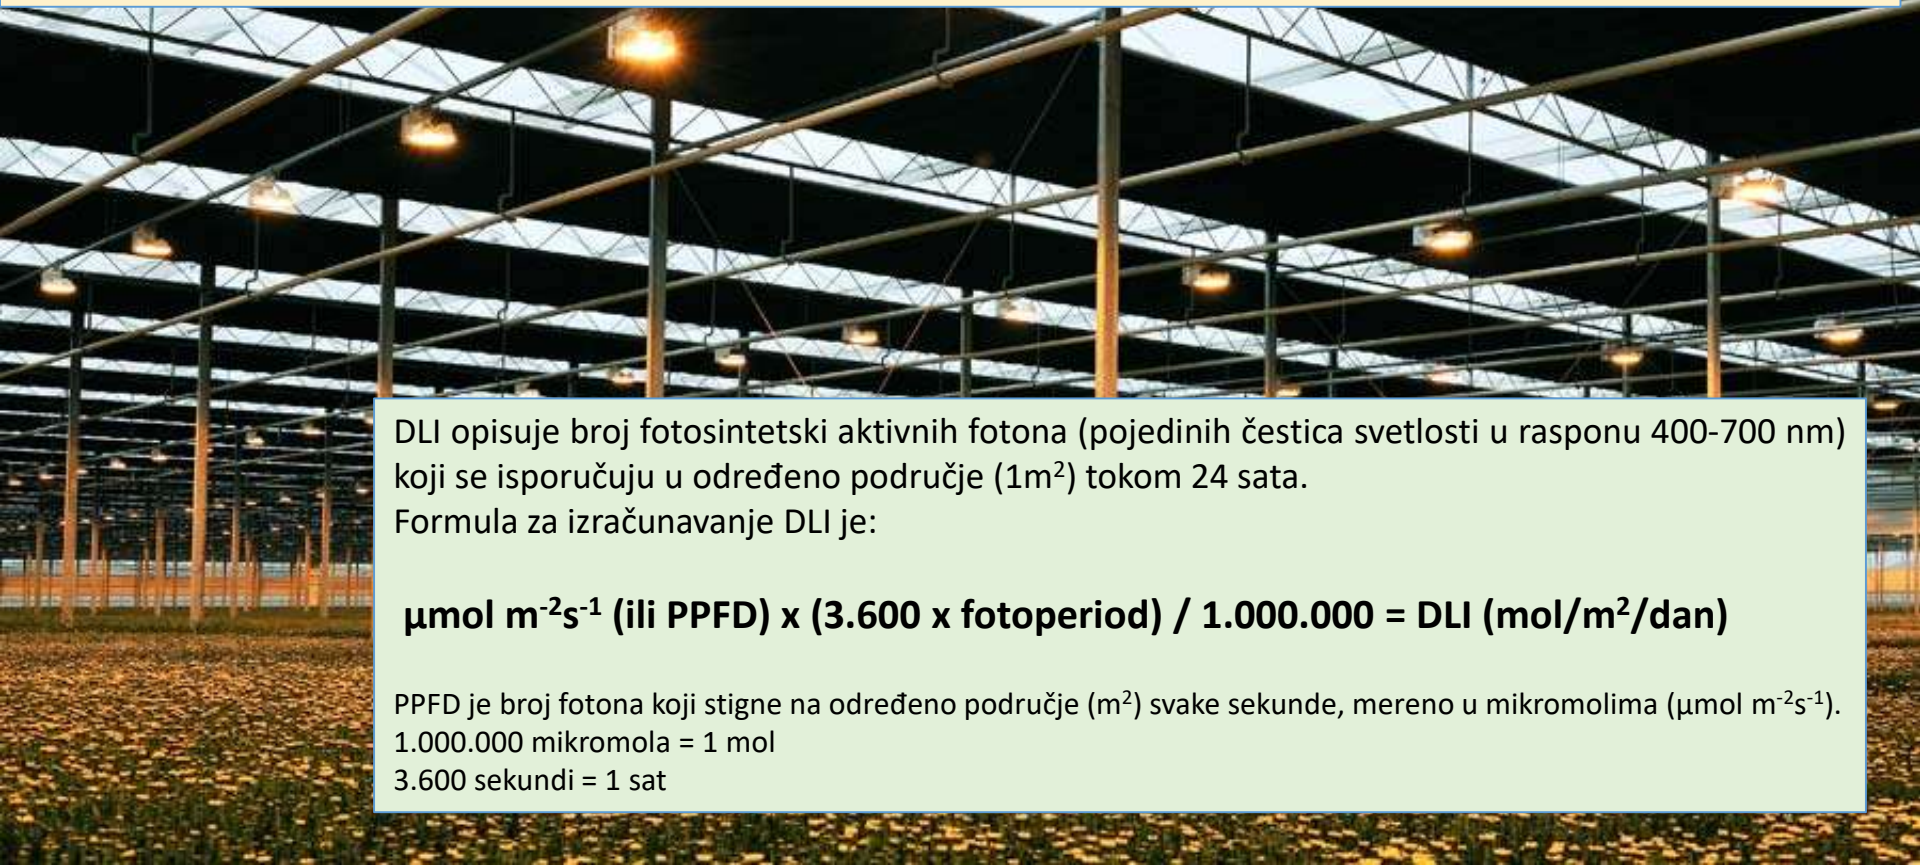 DLI opisuje broj fotosintetski aktivnih fotona (pojedinih čestica svetlosti u rasponu 400-700 nm)
koji se isporučuju u određeno područje (1m²) tokom 24 sata.
Formula za izračunavanje DLI je:
µmol m⁻²s⁻¹ (ili PPFD) x (3.600 x fotoperiod) / 1.000.000 = DLI (mol/m²/dan)
PPFD je broj fotona koji stigne na određeno područje (m²) svake sekunde, mereno u mikromolima (µmol m⁻²s⁻¹).
1.000.000 mikromola = 1 mol
3.600 sekundi = 1 sat